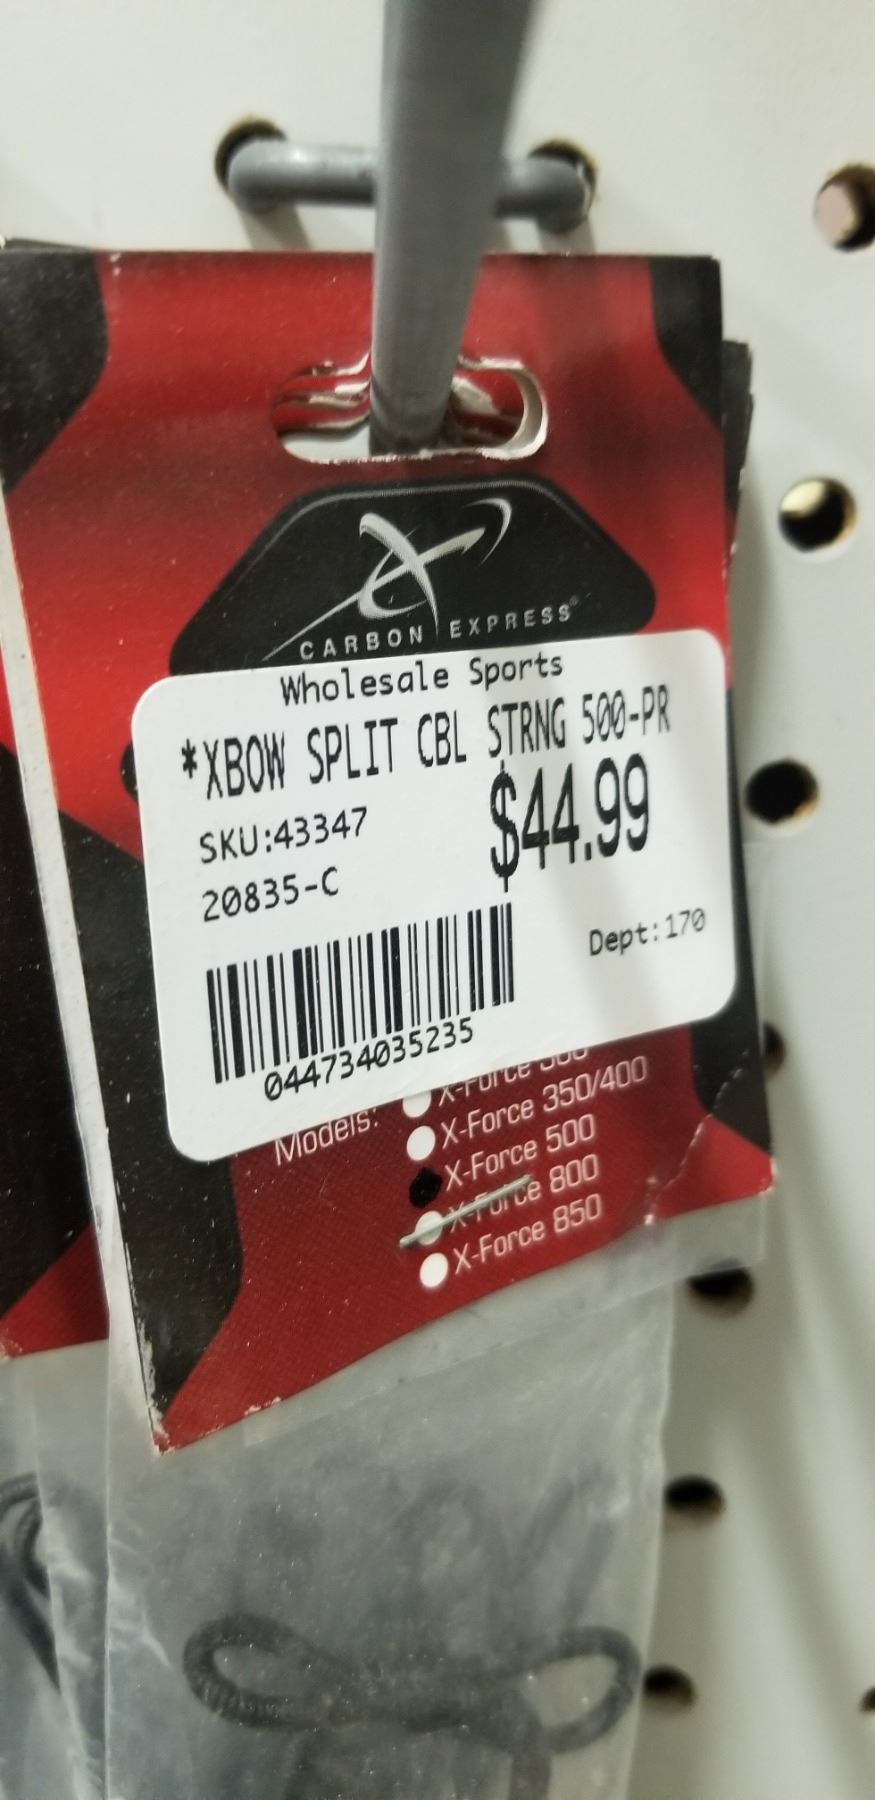 CARBON EXPRESS®
Wholesale Sports
*XBOW SPLIT CBL STRNG 500-PR
$44.99
SKU:43347
20835-C
Dept:170
044734035235
Models:
X-Force
X-Force 350/400
X-Force 500
X-Force 800
X-Force 850